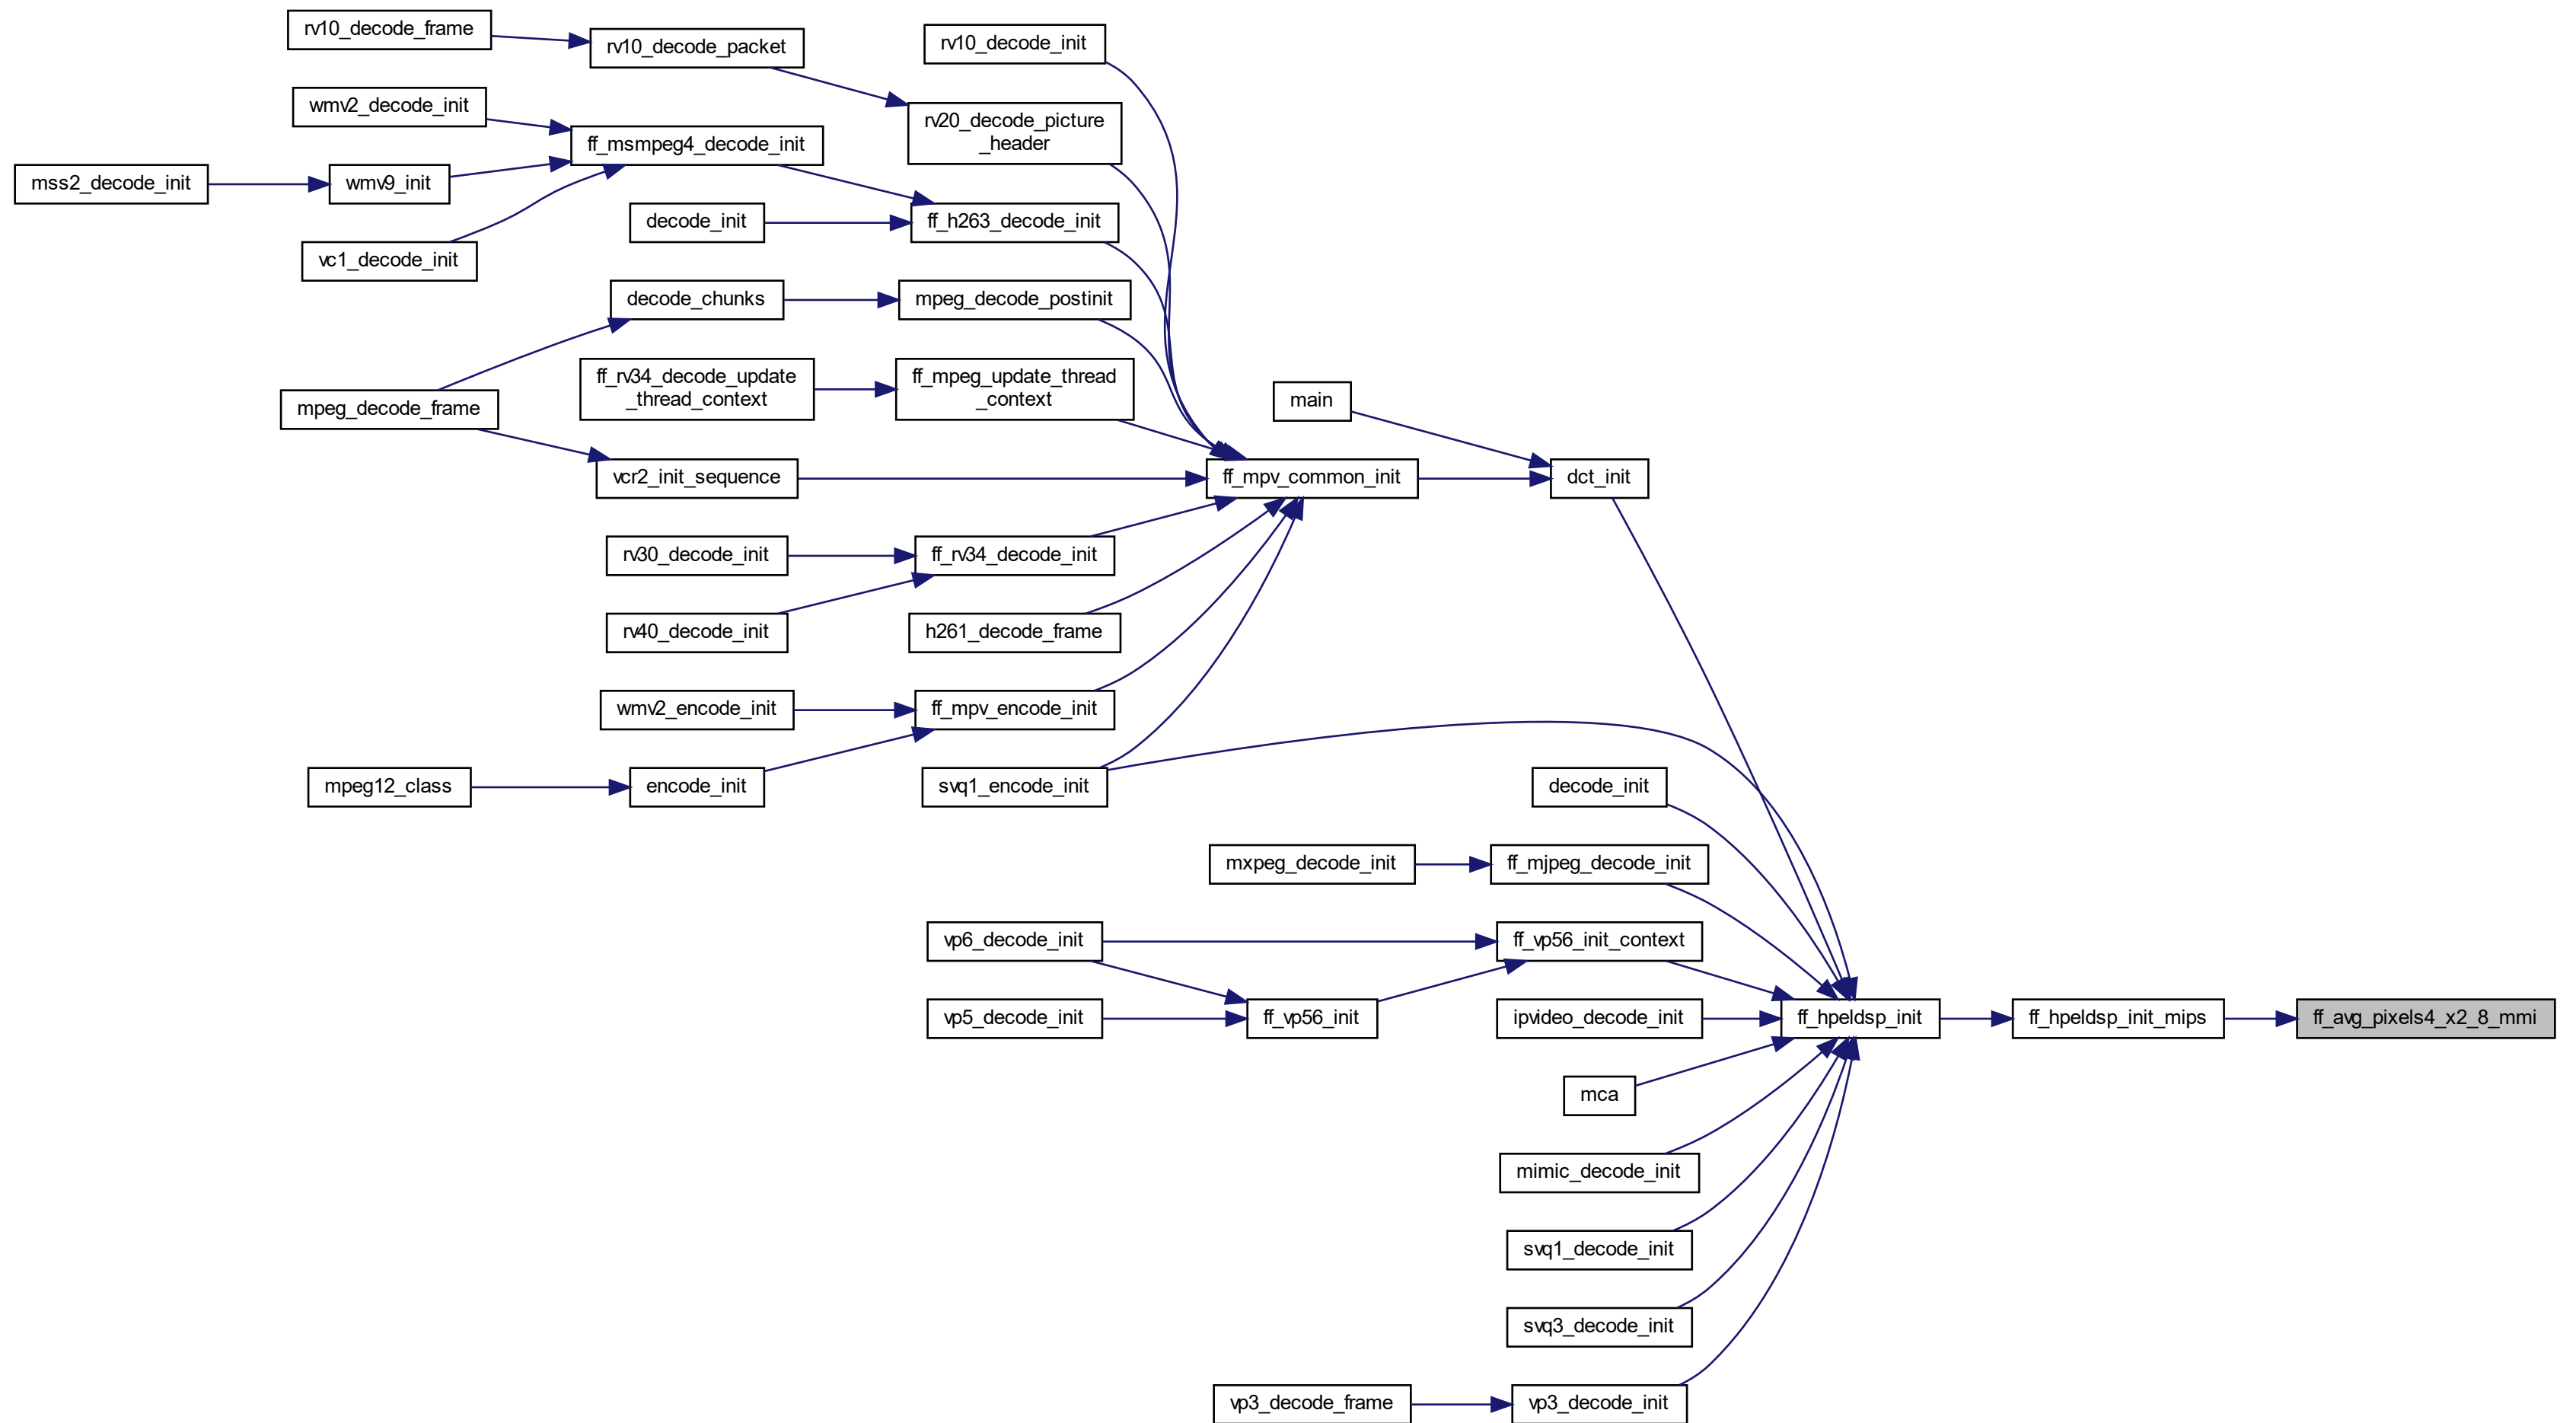 rv10_decode_frame
rv10_decode_packet
rv10_decode_init
wmv2_decode_init
rv20_decode_picture
_header
ff_msmpeg4_decode_init
mss2_decode_init
wmv9_init
decode_init
ff_h263_decode_init
vc1_decode_init
decode_chunks
mpeg_decode_postinit
ff_rv34_decode_update
_thread_context
ff_mpeg_update_thread
_context
mpeg_decode_frame
main
vcr2_init_sequence
ff_mpv_common_init
dct_init
rv30_decode_init
ff_rv34_decode_init
rv40_decode_init
h261_decode_frame
wmv2_encode_init
ff_mpv_encode_init
mpeg12_class
encode_init
svq1_encode_init
decode_init
mxpeg_decode_init
ff_mjpeg_decode_init
vp6_decode_init
ff_vp56_init_context
vp5_decode_init
ff_vp56_init
ipvideo_decode_init
ff_hpeldsp_init
ff_hpeldsp_init_mips
ff_avg_pixels4_x2_8_mmi
mca
mimic_decode_init
svq1_decode_init
svq3_decode_init
vp3_decode_frame
vp3_decode_init